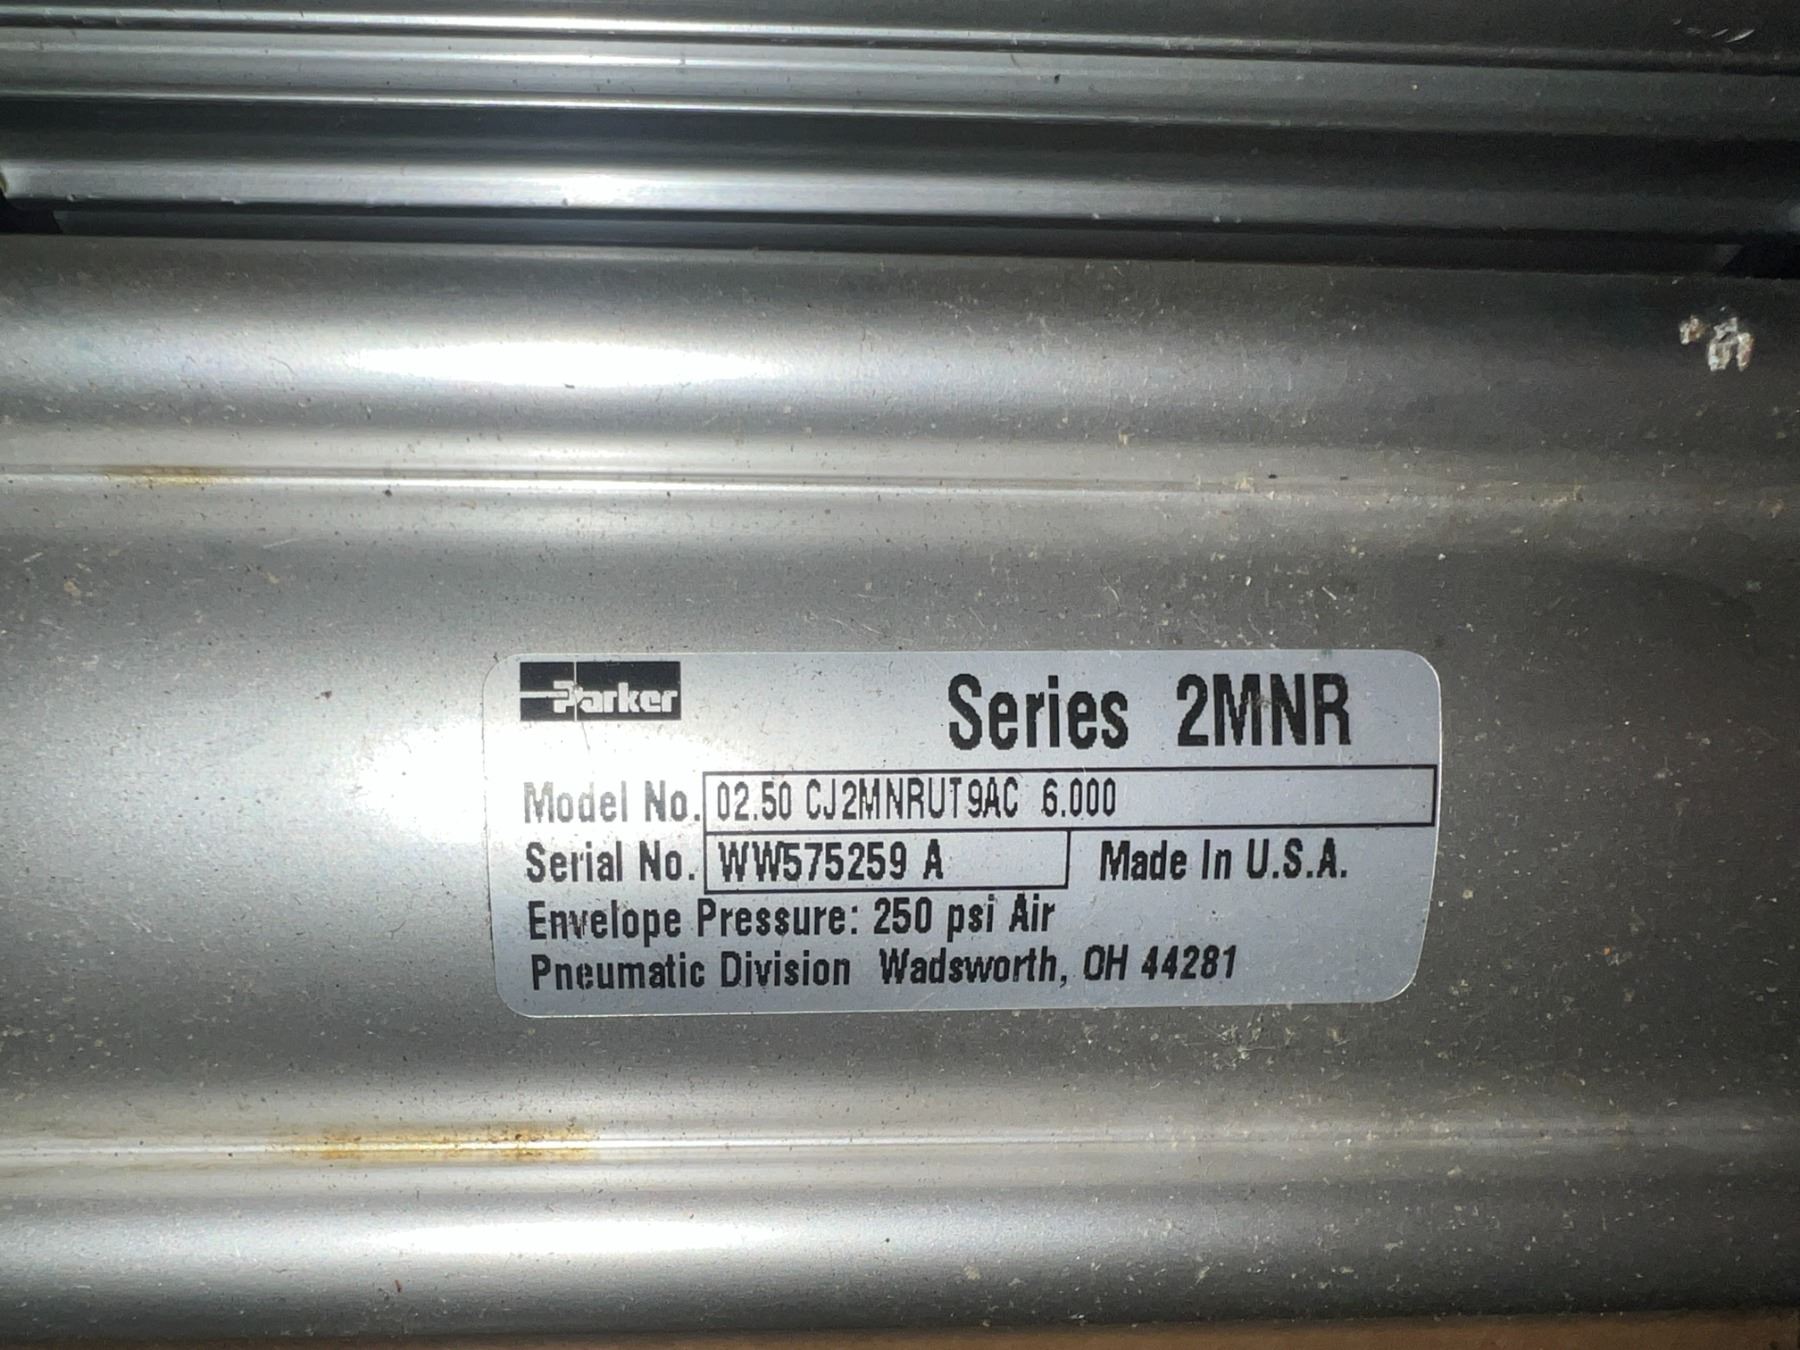 Parker
Series 2MNR
Model No. 02.50 CJ2MNRUT9AC 6.000
Serial No. WW575259 A Made In U.S.A.
Envelope Pressure: 250 psi Air
Pneumatic Division Wadsworth, OH 44281